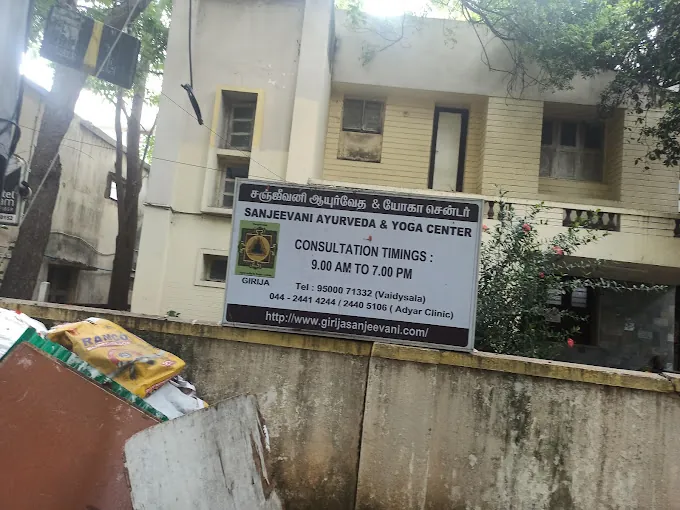 சஞ்ஜீவனி ஆயுர்வேத & யோகா சென்டர்
SANJEEVANI AYURVEDA & YOGA CENTER
CONSULTATION TIMINGS :
9.00 AM TO 7.00 PM
GIRIJA
Tel : 95000 71332 (Vaidysala)
044 - 2441 4244 / 2440 5106 ( Adyar Clinic)
http://www.girijasanjeevani.com/